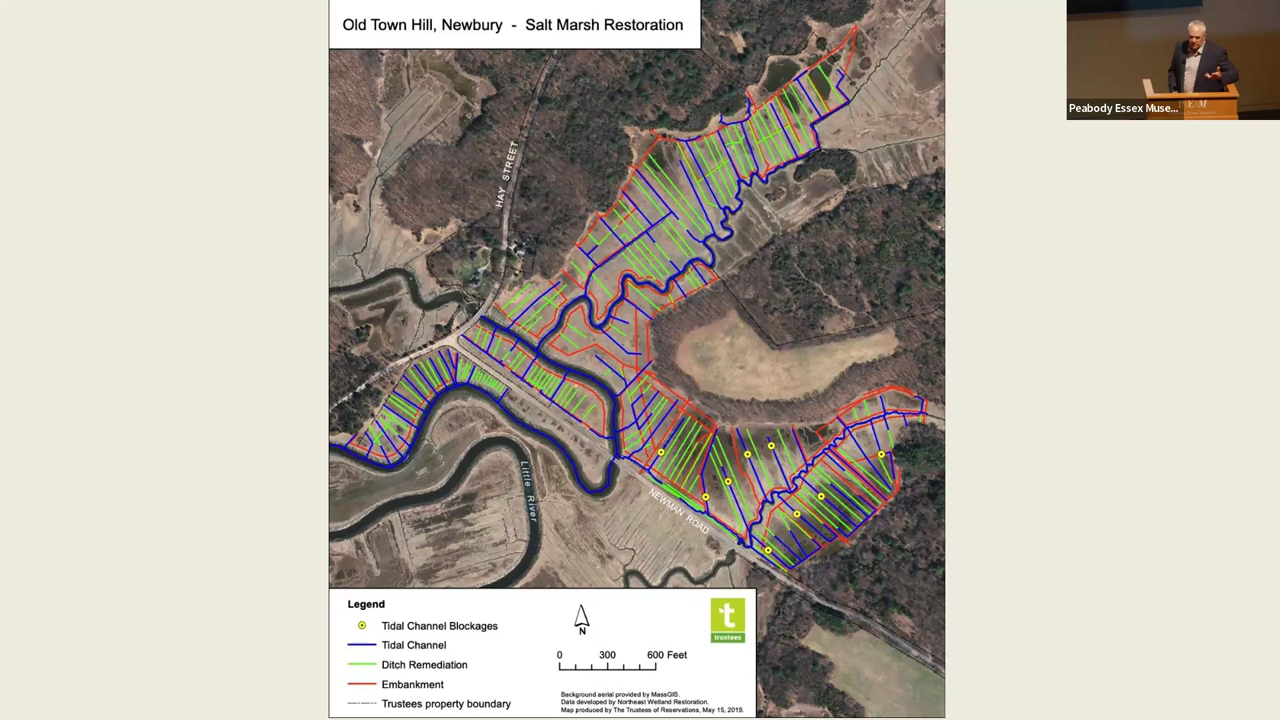 Old Town Hill, Newbury - Salt Marsh Restoration
Peabody Essex Muse...
HAY STREET
Little River
NEWMAN ROAD
Legend
Tidal Channel Blockages
Tidal Channel
Ditch Remediation
Embankment
Trustees property boundary
N
0 300 600 Feet
t
trustees
Background aerial provided by MassGIS.
Data developed by Northeast Wetland Restoration.
Map produced by The Trustees of Reservations, May 15, 2019.